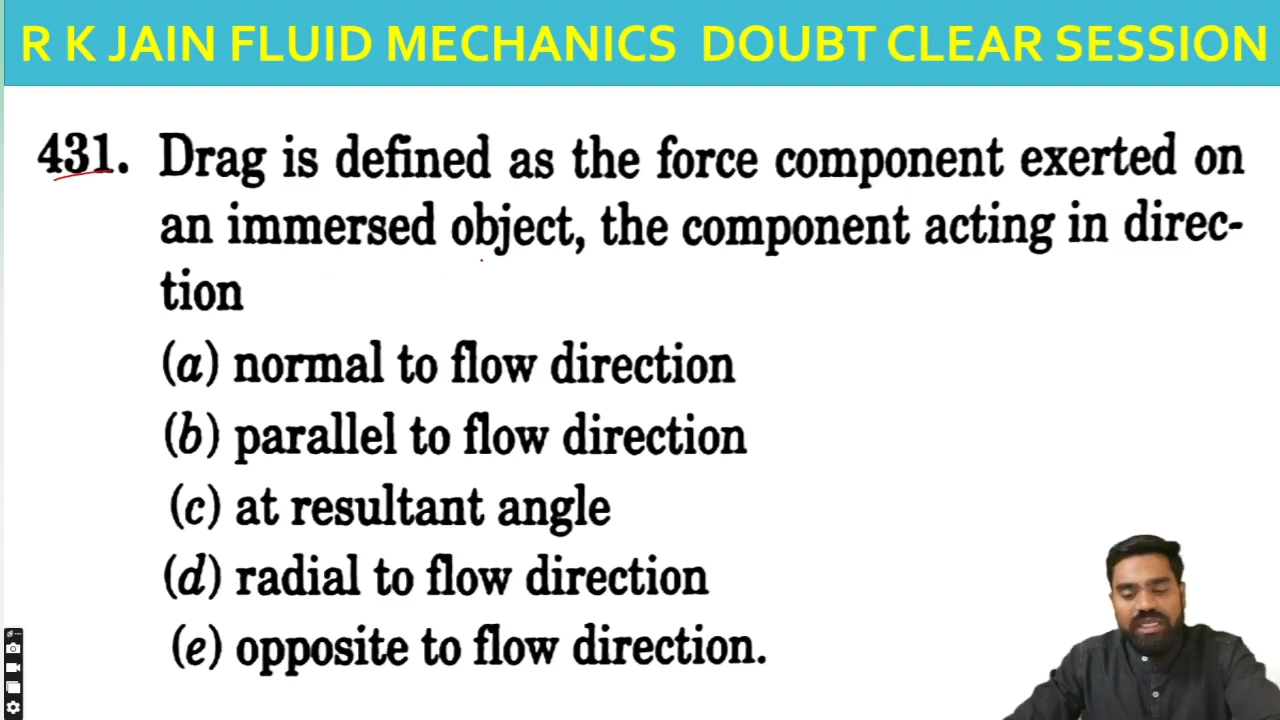 R K JAIN FLUID MECHANICS DOUBT CLEAR SESSION
431. Drag is defined as the force component exerted on
an immersed object, the component acting in direc-
tion
(a) normal to flow direction
(b) parallel to flow direction
(c) at resultant angle
(d) radial to flow direction
(e) opposite to flow direction.